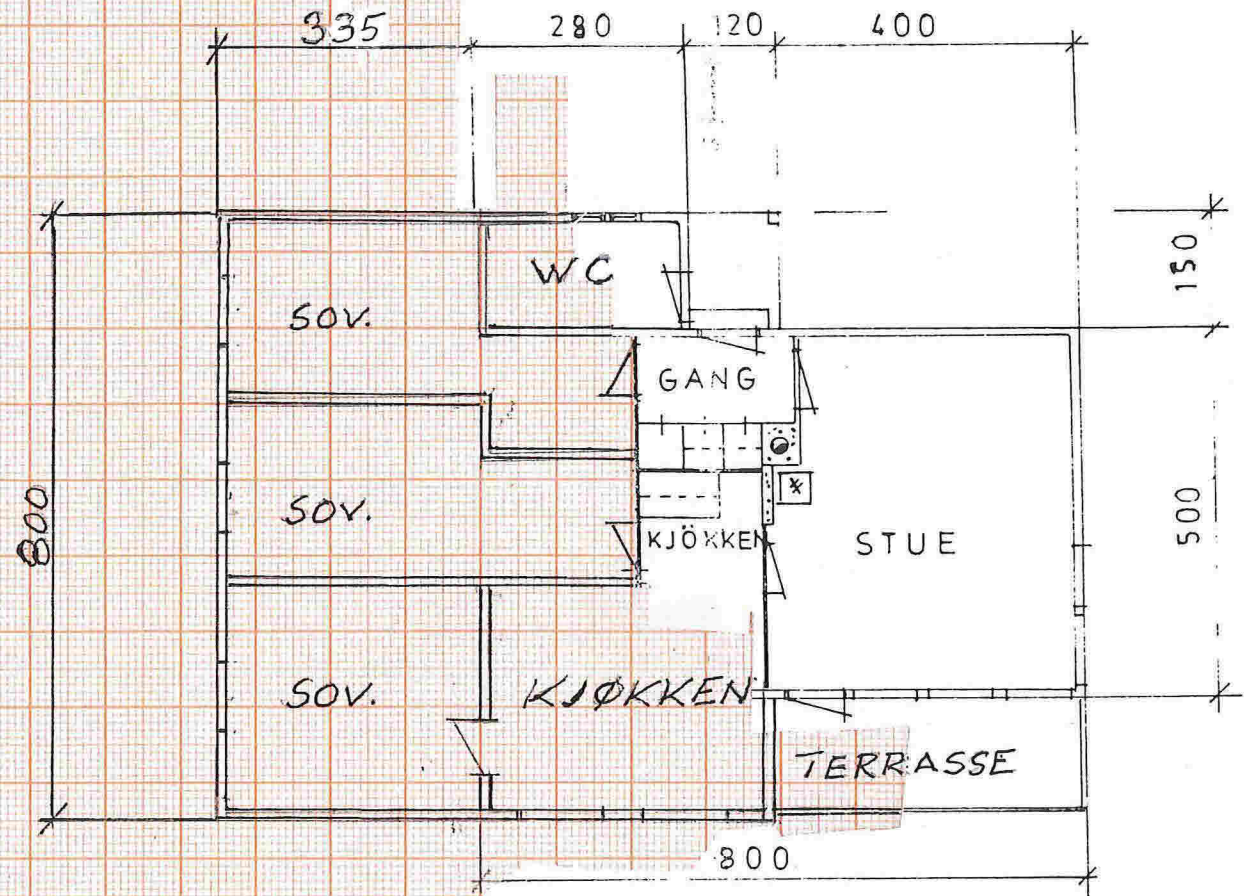 335 280 120 400
150
WC
SOV.
GANG
800
SOV.
KJÖKKEN
STUE
500
SOV.
KJØKKEN
TERRASSE
800